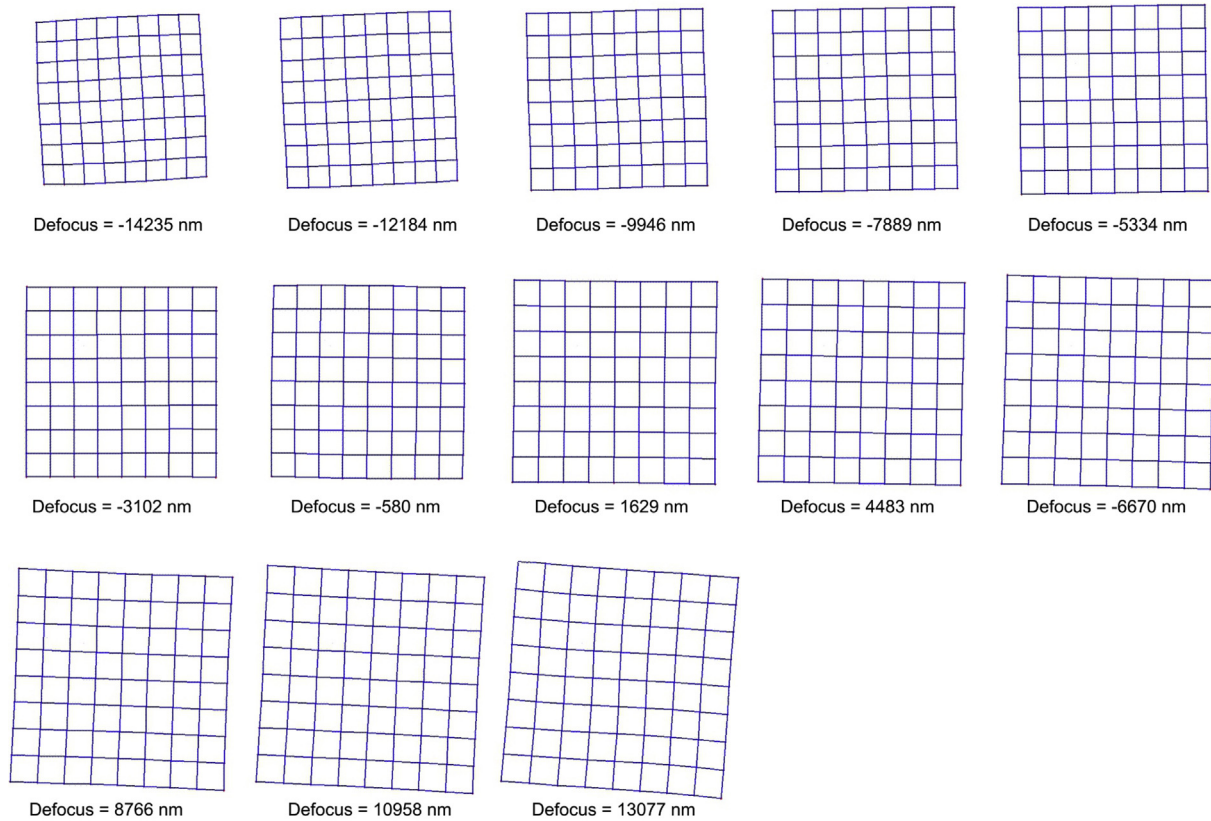 Defocus = -14235 nm
Defocus = -12184 nm
Defocus = -9946 nm
Defocus = -7889 nm
Defocus = -5334 nm
Defocus = -3102 nm
Defocus = -580 nm
Defocus = 1629 nm
Defocus = 4483 nm
Defocus = -6670 nm
Defocus = 8766 nm
Defocus = 10958 nm
Defocus = 13077 nm